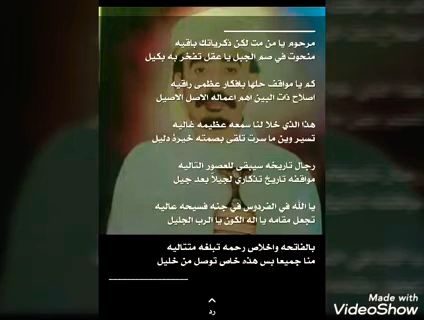 مرحوم يا من مت لكن ذكرياتك باقيه
منحوت في صم الجبل يا عقل تفخر به بكيل
كم يا مواقف حلها بافكار عظمى راقيه
اصلاح ذات البين اهم اعماله الاصل الاصيل
هذا الذي خلا لنا سمعه عظيمه غاليه
تسير وين ما سرت تلقى بصمته خيرة دليل
رجال تاريخه سيبقى للعصور التاليه
مواقفه تاريخ تذكاري لجيلاً بعد جيل
يا الله في الفردوس في جنه فسيحه عاليه
تجعل مقامه يا اله الكون يا الرب الجليل
بالفاتحه واخلاص رحمه تبلغه متتاليه
منا جميعا بس هذه خاص توصل من خليل
رد
Made with
VideoShow